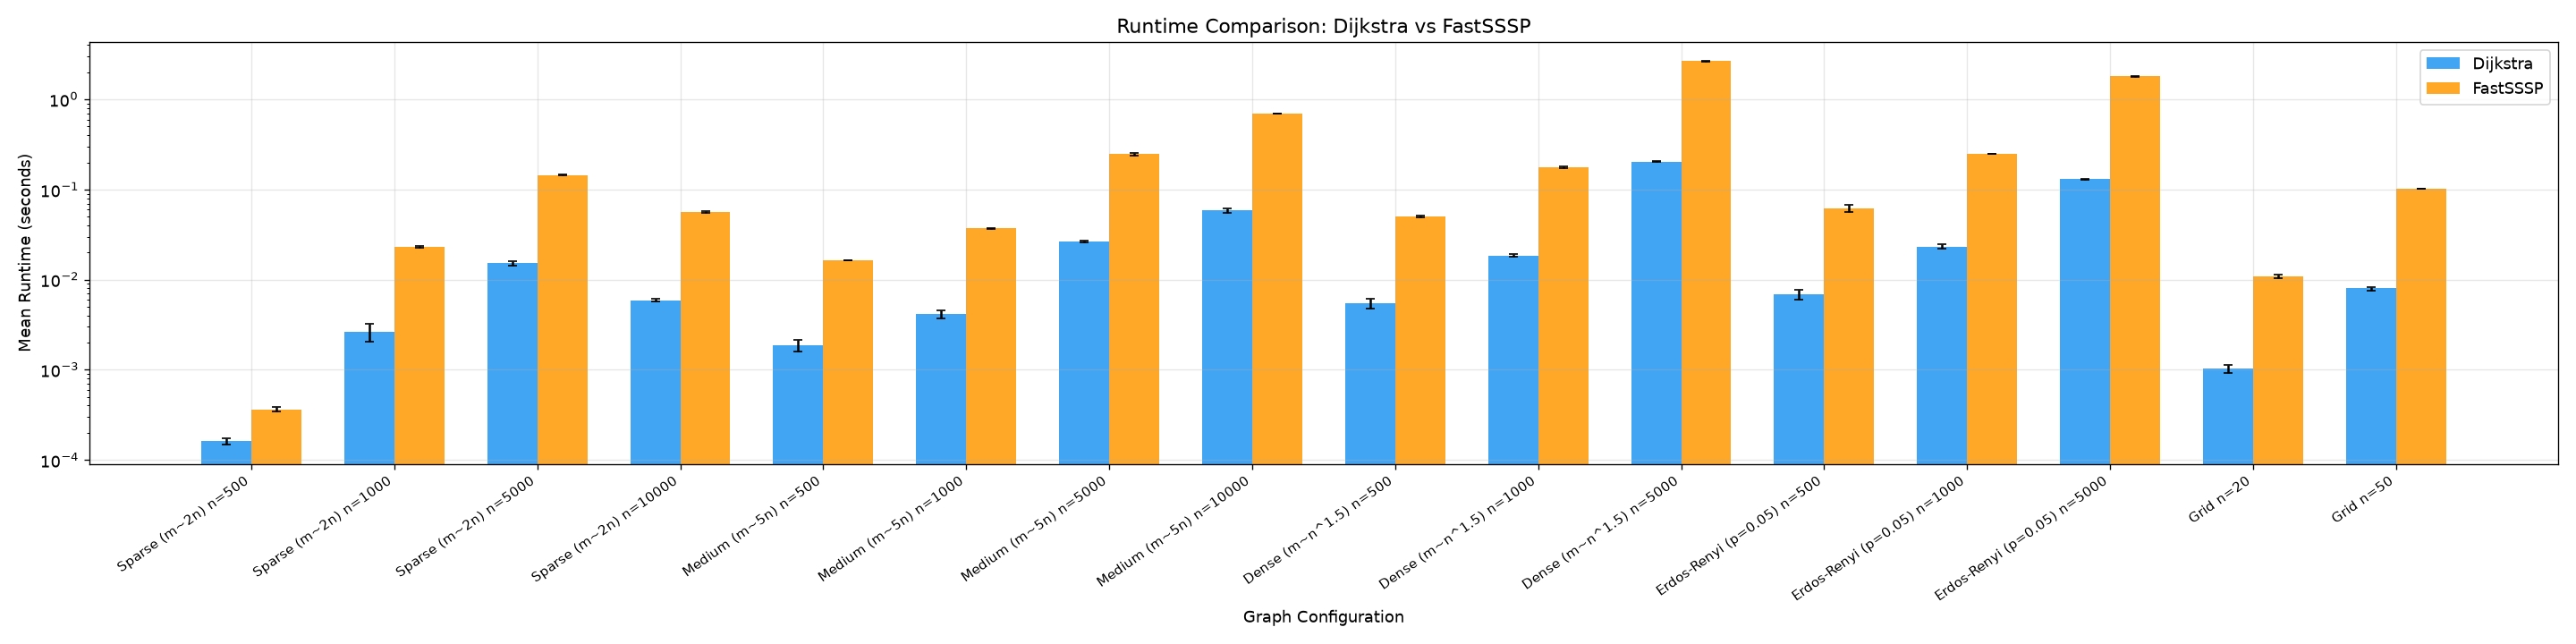 Runtime Comparison: Dijkstra vs FastSSSP
Dijkstra
FastSSSP
Mean Runtime (seconds)
10⁰
10⁻¹
10⁻²
10⁻³
10⁻⁴
Sparse (m~2n) n=500
Sparse (m~2n) n=1000
Sparse (m~2n) n=5000
Sparse (m~2n) n=10000
Medium (m~5n) n=500
Medium (m~5n) n=1000
Medium (m~5n) n=5000
Medium (m~5n) n=10000
Dense (m~n^1.5) n=500
Dense (m~n^1.5) n=1000
Dense (m~n^1.5) n=5000
Erdos-Renyi (p=0.05) n=500
Erdos-Renyi (p=0.05) n=1000
Erdos-Renyi (p=0.05) n=5000
Grid n=20
Grid n=50
Graph Configuration